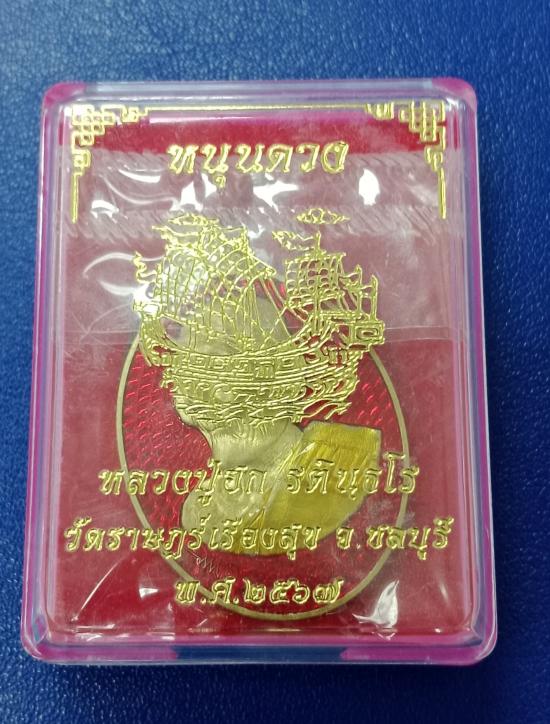 หนุนดวง
หลวงปู่ฮก รตินฺธโร
วัดราษฎร์เรืองสุข จ.ชลบุรี
พ.ศ.๒๕๖๗